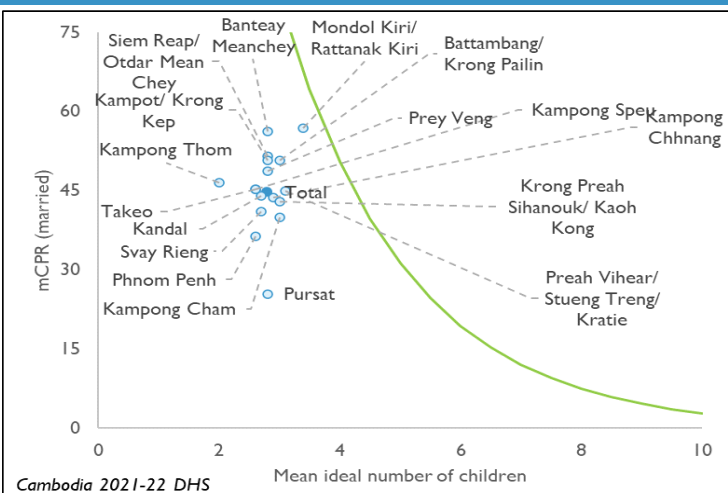 75
60
45
30
15
0
mCPR (married)
Siem Reap/
Otdar Mean
Chey
Banteay
Meanchey
Mondol Kiri/
Rattanak Kiri
Battambang/
Krong Pailin
Kampot/ Krong
Kep
Prey Veng
Kampong Speu
Kampong
Chhnang
Kampong Thom
Total
Takeo
Kandal
Krong Preah
Sihanouk/ Kaoh
Kong
Svay Rieng
Phnom Penh
Kampong Cham
Pursat
Preah Vihear/
Stueng Treng/
Kratie
0 2 4 6 8 10
Mean ideal number of children
Cambodia 2021-22 DHS